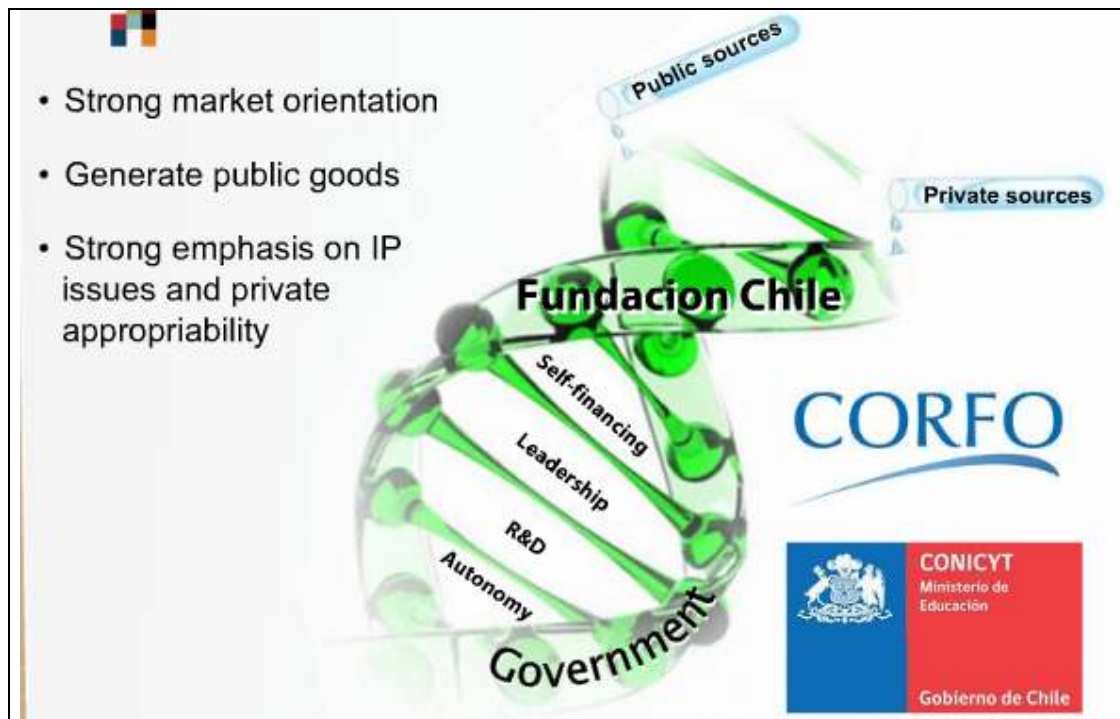 • Strong market orientation
• Generate public goods
• Strong emphasis on IP
issues and private
appropriability
Public sources
Private sources
Fundacion Chile
Self-financing
Leadership
R&D
Autonomy
Government
CORFO
CONICYT
Ministerio de
Educación
Gobierno de Chile